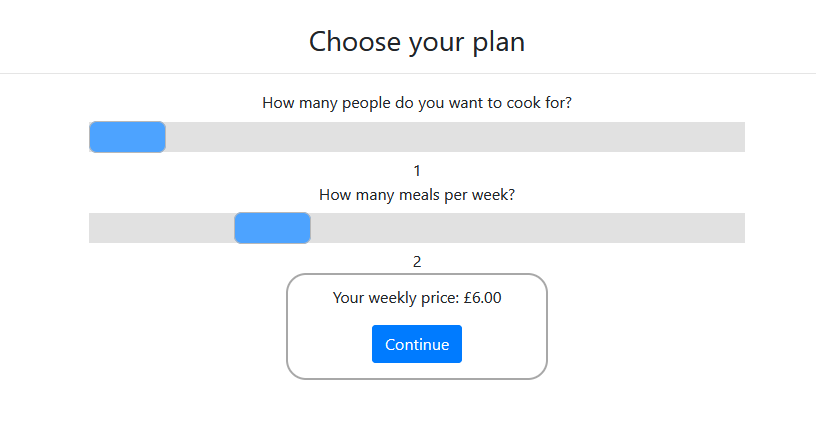 Choose your plan
How many people do you want to cook for?
1
How many meals per week?
2
Your weekly price: £6.00
Continue